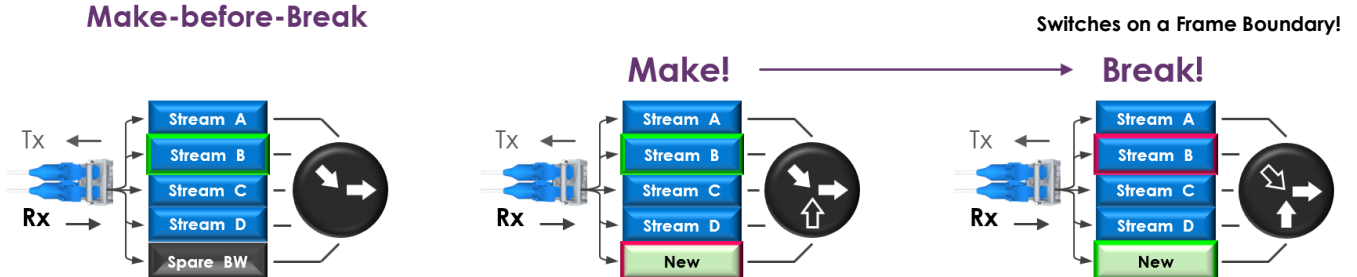 Make-before-Break
Switches on a Frame Boundary!
Make!
Break!
Tx
Rx
Stream A
Stream B
Stream C
Stream D
Spare BW
Tx
Rx
Stream A
Stream B
Stream C
Stream D
New
Tx
Rx
Stream A
Stream B
Stream C
Stream D
New